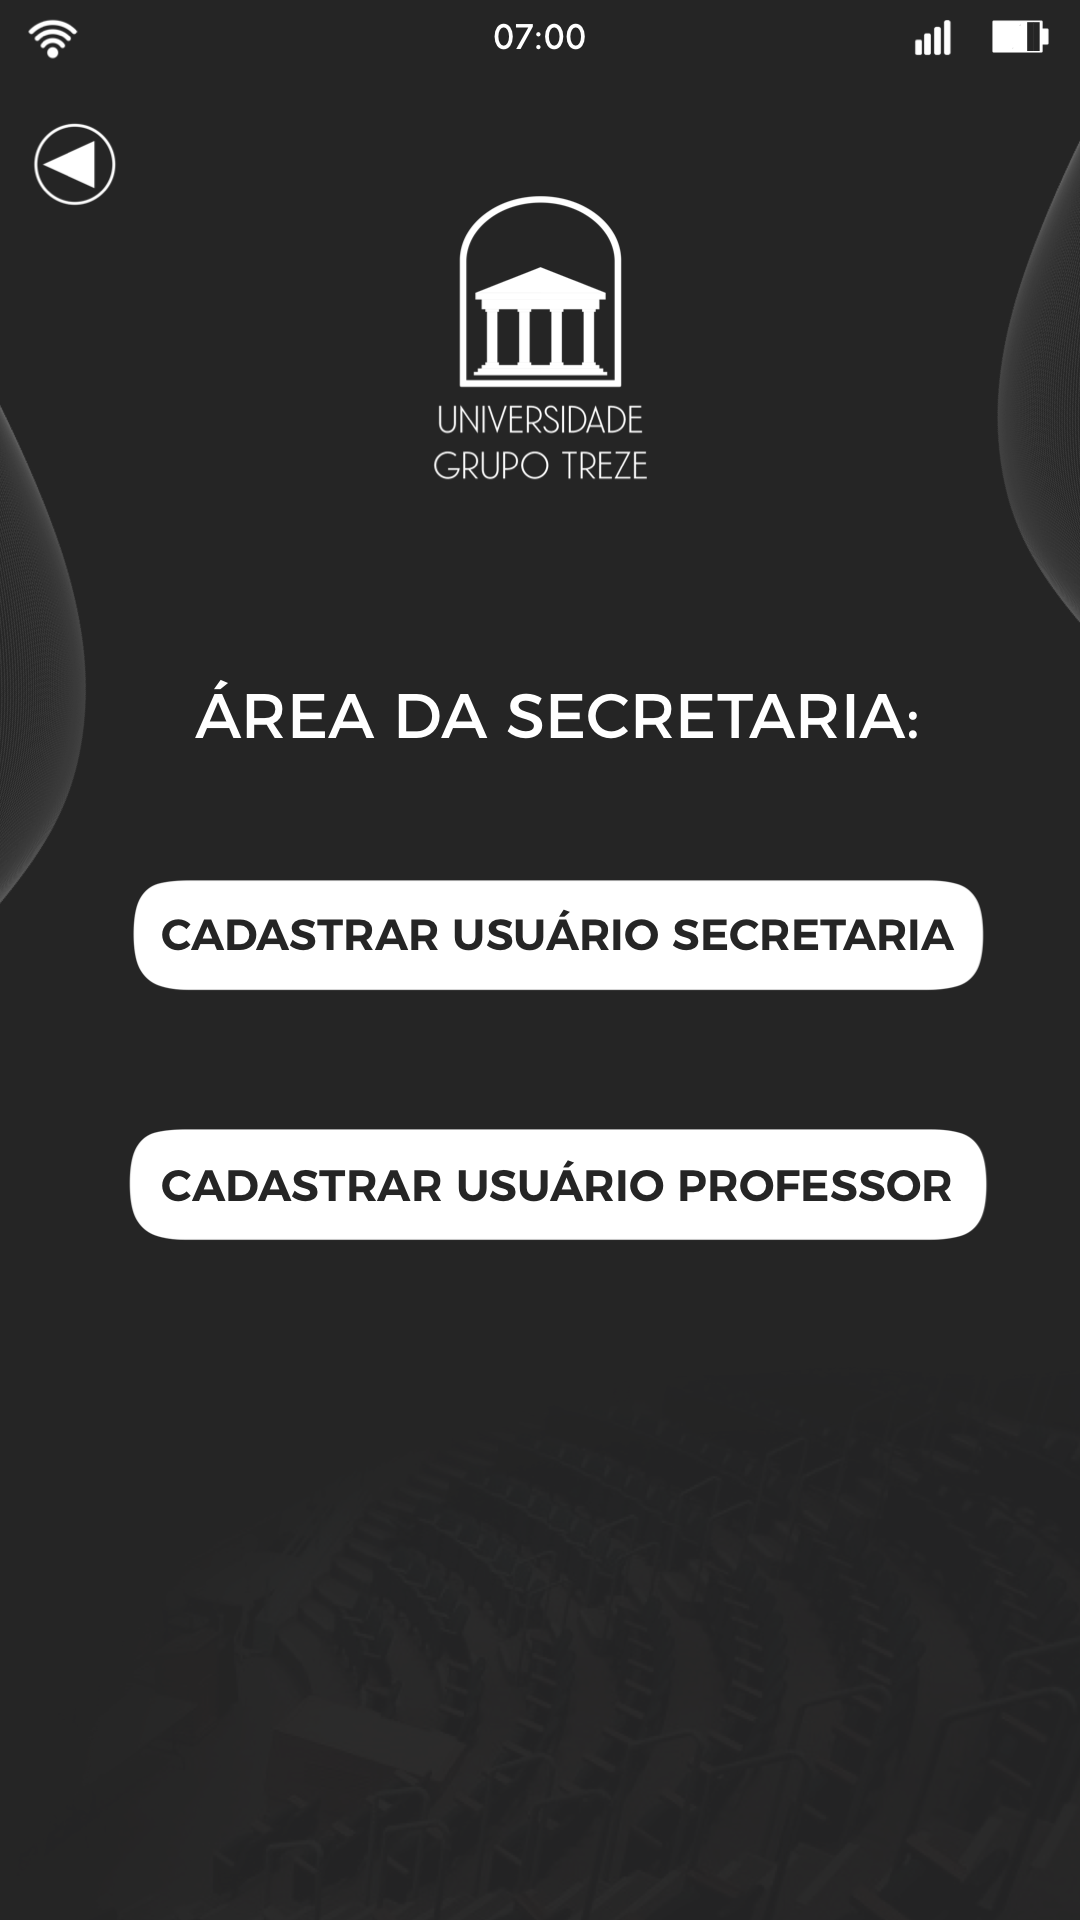 07:00
UNIVERSIDADE
GRUPO TREZE
ÁREA DA SECRETARIA:
CADASTRAR USUÁRIO SECRETARIA
CADASTRAR USUÁRIO PROFESSOR